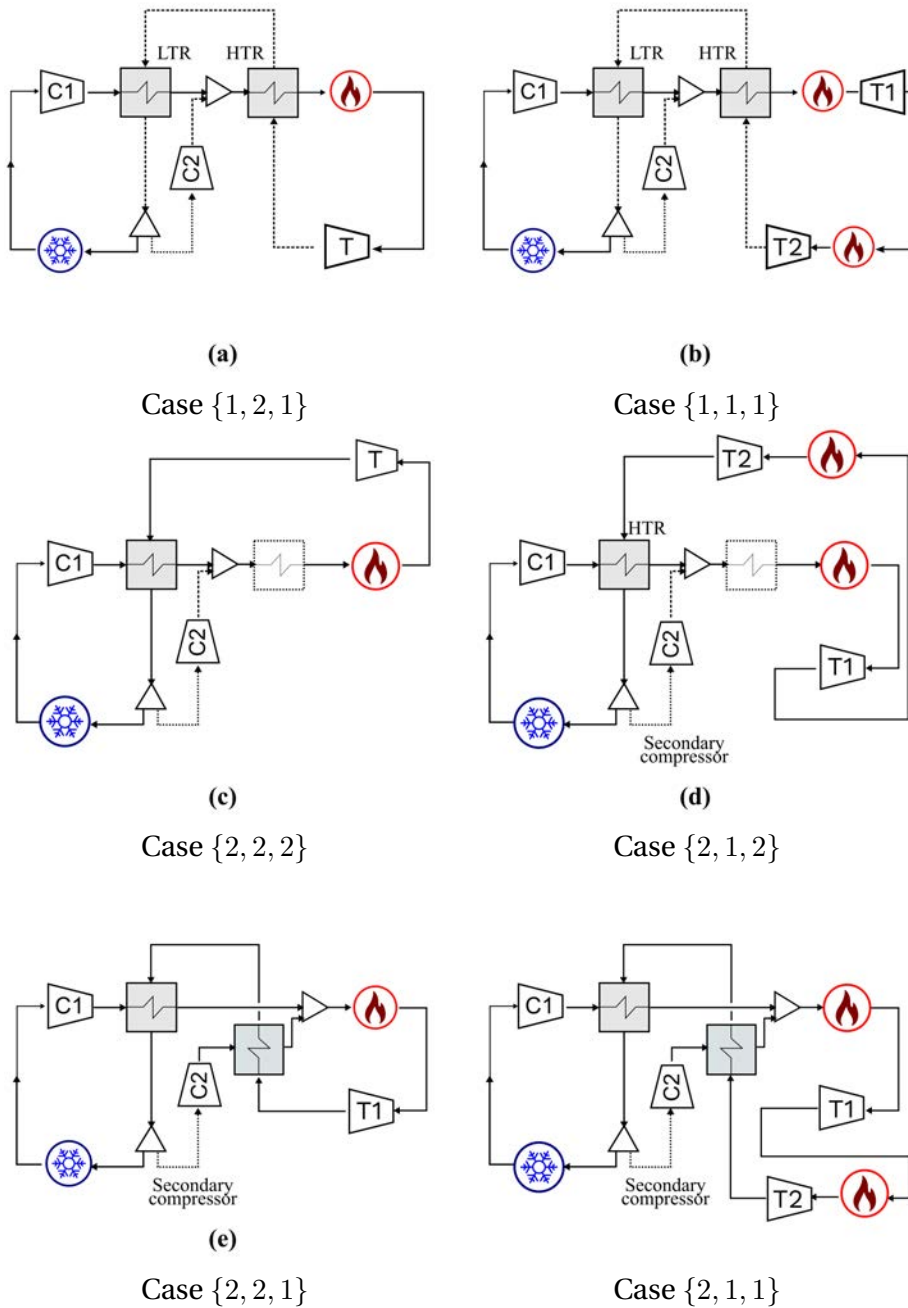 LTR HTR
C1
C2
T
(a)
Case {1, 2, 1}
LTR HTR
C1
T1
C2
T2
(b)
Case {1, 1, 1}
T
C1
C2
(c)
Case {2, 2, 2}
T2
HTR
C1
C2
T1
Secondary
compressor
(d)
Case {2, 1, 2}
C1
C2
T1
Secondary
compressor
(e)
Case {2, 2, 1}
C1
C2
T1
Secondary
compressor
T2
Case {2, 1, 1}